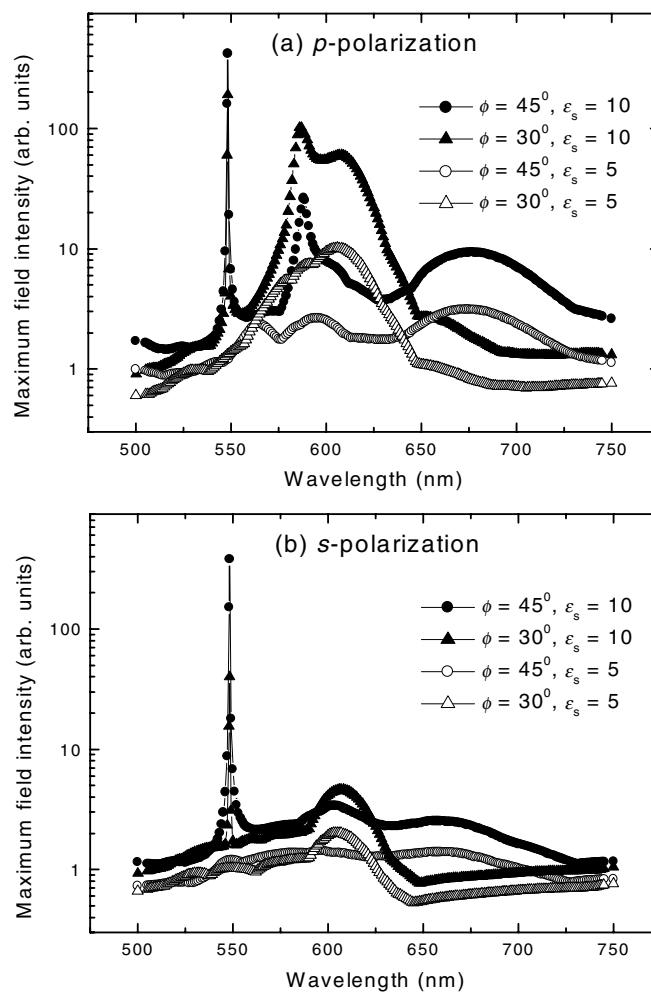 (a) p-polarization
Maximum field intensity (arb. units)
100
10
1
ϕ = 45⁰, εₛ = 10
ϕ = 30⁰, εₛ = 10
ϕ = 45⁰, εₛ = 5
ϕ = 30⁰, εₛ = 5
500 550 600 650 700 750
Wavelength (nm)
(b) s-polarization
Maximum field intensity (arb. units)
100
10
1
ϕ = 45⁰, εₛ = 10
ϕ = 30⁰, εₛ = 10
ϕ = 45⁰, εₛ = 5
ϕ = 30⁰, εₛ = 5
500 550 600 650 700 750
Wavelength (nm)